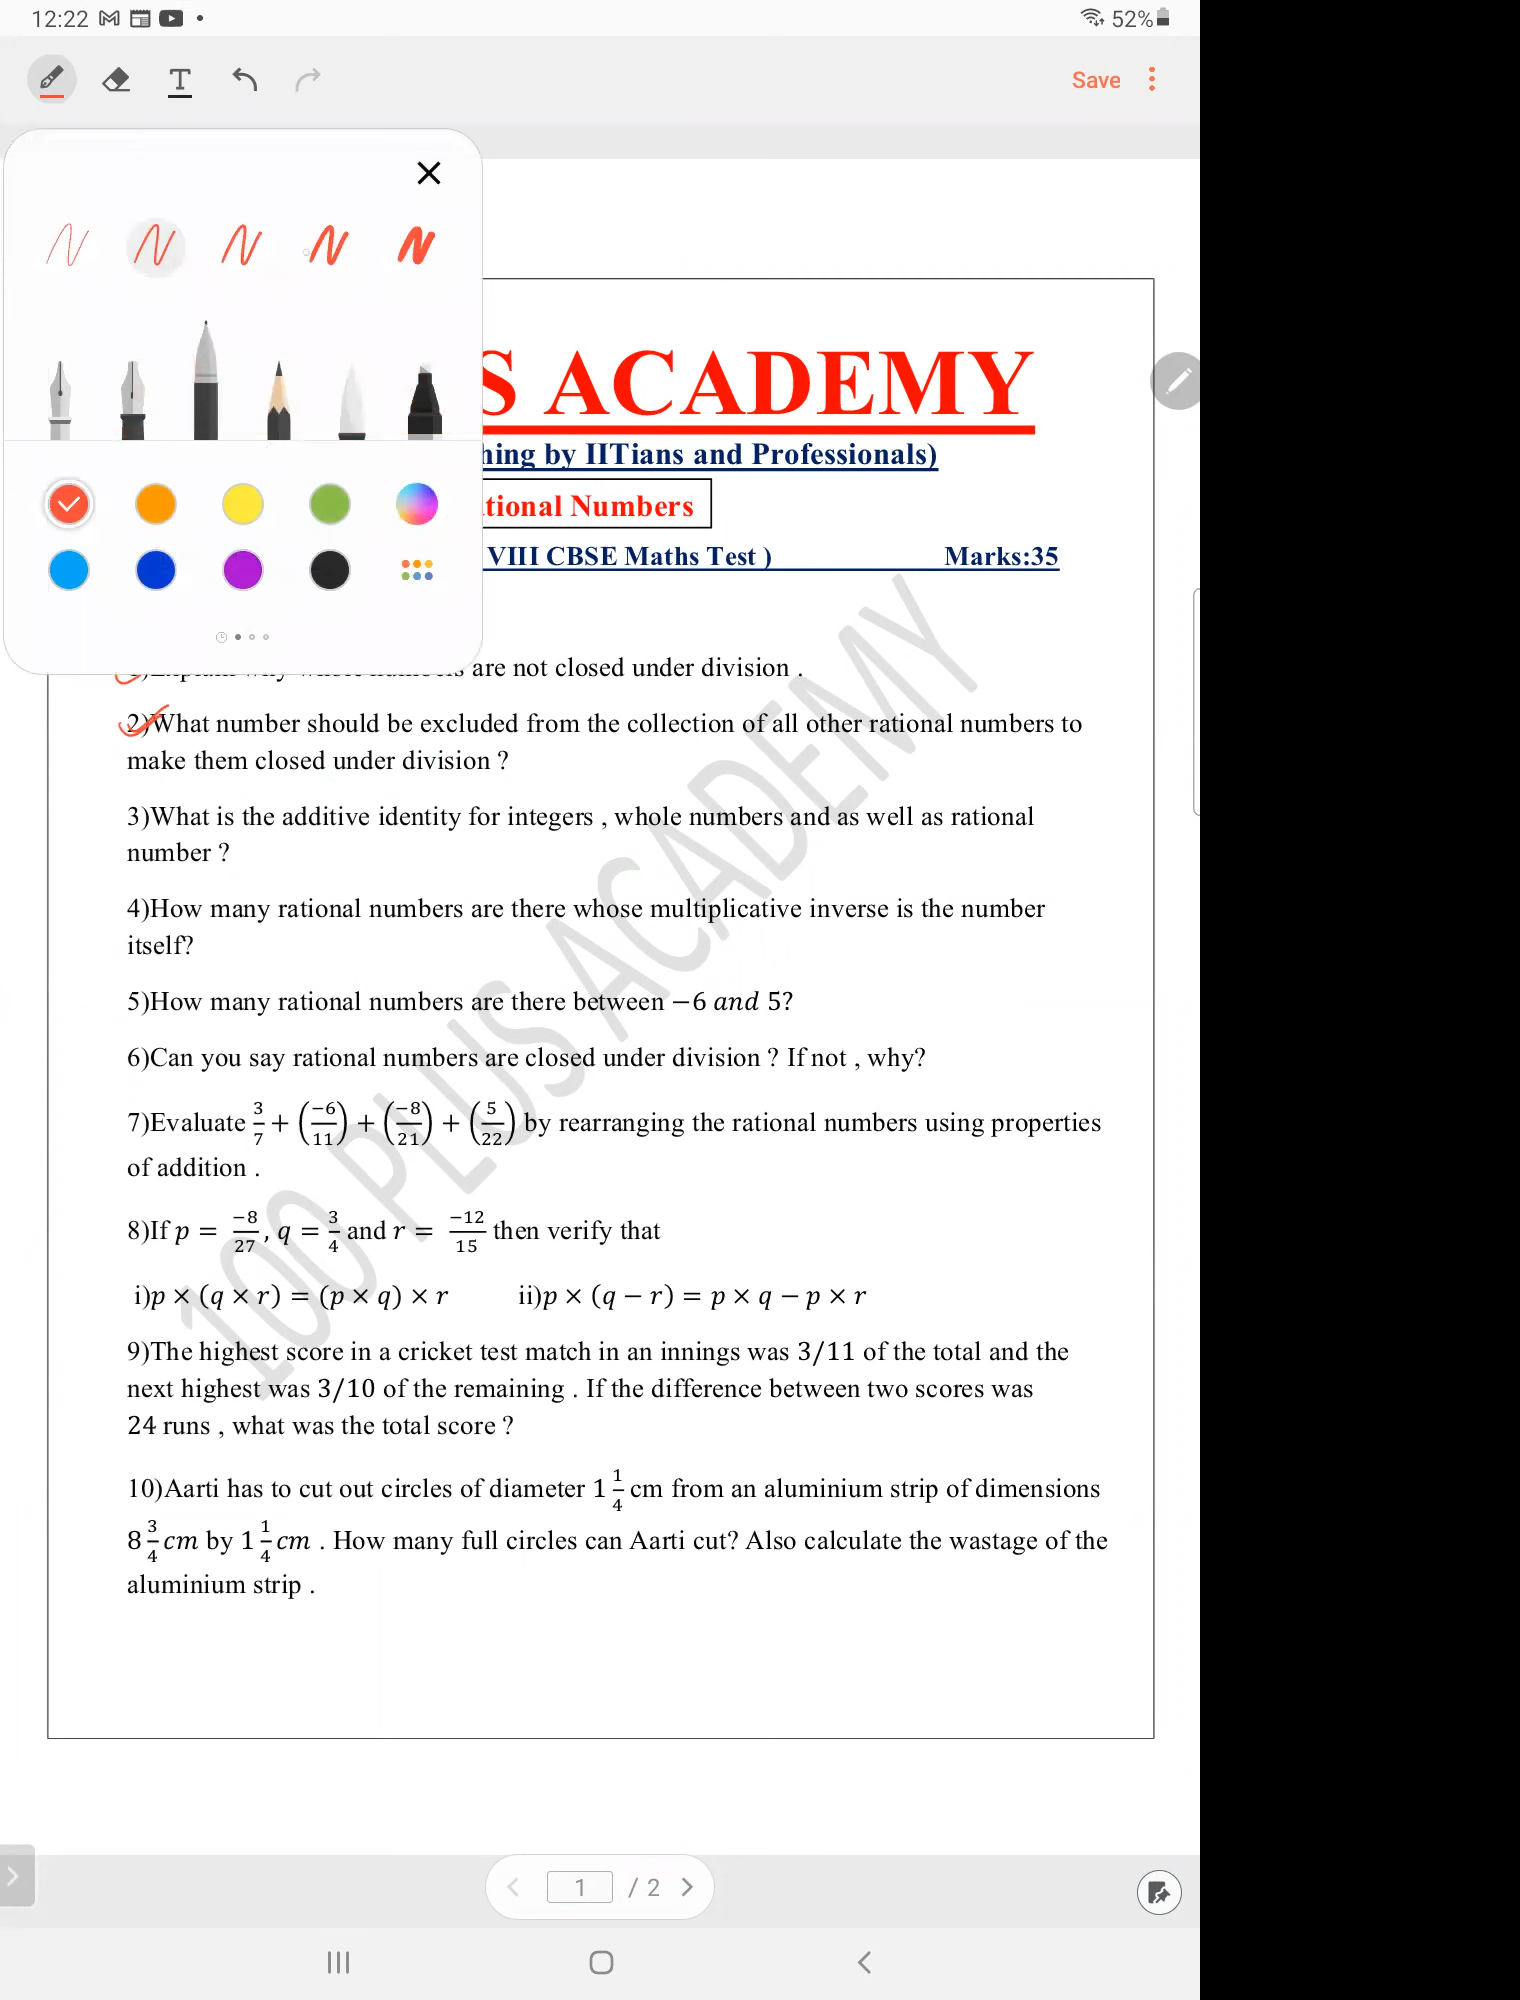 12:22
52%
T
Save
S ACADEMY
hing by IITians and Professionals)
tional Numbers
VIII CBSE Maths Test ) Marks:35
are not closed under division .
2)What number should be excluded from the collection of all other rational numbers to
make them closed under division ?
3)What is the additive identity for integers , whole numbers and as well as rational
number ?
4)How many rational numbers are there whose multiplicative inverse is the number
itself?
5)How many rational numbers are there between −6 and 5?
6)Can you say rational numbers are closed under division ? If not , why?
7)Evaluate 3/7 + (−6/11) + (−8/21) + (5/22) by rearranging the rational numbers using properties
of addition .
8)If p = −8/27 , q = 3/4 and r = −12/15 then verify that
i)p × (q × r) = (p × q) × r ii)p × (q − r) = p × q − p × r
9)The highest score in a cricket test match in an innings was 3/11 of the total and the
next highest was 3/10 of the remaining . If the difference between two scores was
24 runs , what was the total score ?
10)Aarti has to cut out circles of diameter 1 1/4 cm from an aluminium strip of dimensions
8 3/4 cm by 1 1/4 cm . How many full circles can Aarti cut? Also calculate the wastage of the
aluminium strip .
100 PLUS ACADEMY
1 / 2